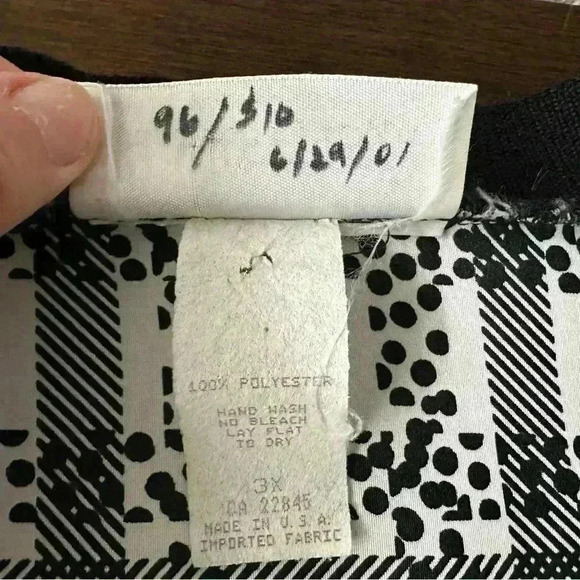 96/$10
6/29/01
100% POLYESTER
HAND WASH
NO BLEACH
LAY FLAT
TO DRY
3X
CA 22845
MADE IN U.S.A.
IMPORTED FABRIC